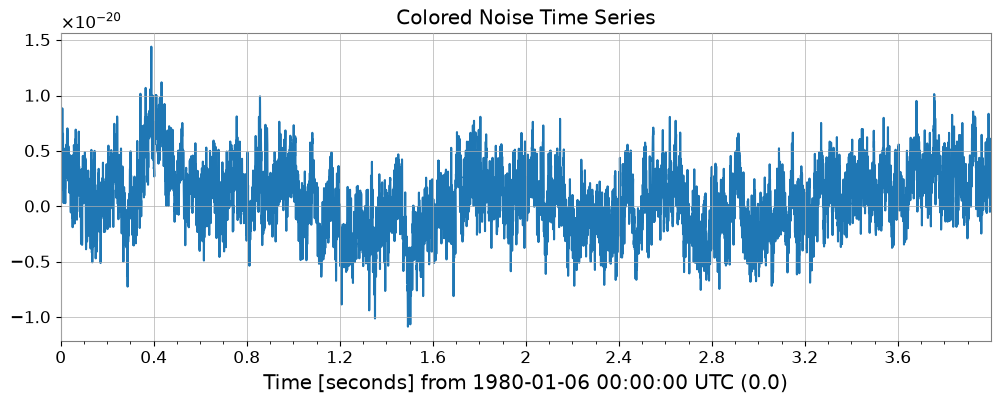 Colored Noise Time Series
×10⁻²⁰
1.5
1.0
0.5
0.0
−0.5
−1.0
0 0.4 0.8 1.2 1.6 2 2.4 2.8 3.2 3.6
Time [seconds] from 1980-01-06 00:00:00 UTC (0.0)